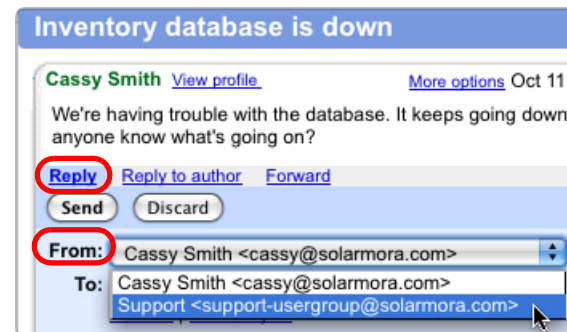 Inventory database is down
Cassy Smith View profile More options Oct 11
We're having trouble with the database. It keeps going down
anyone know what's going on?
Reply Reply to author Forward
Send Discard
From: Cassy Smith <cassy@solarmora.com>
To: Cassy Smith <cassy@solarmora.com>
Support <support-usergroup@solarmora.com>